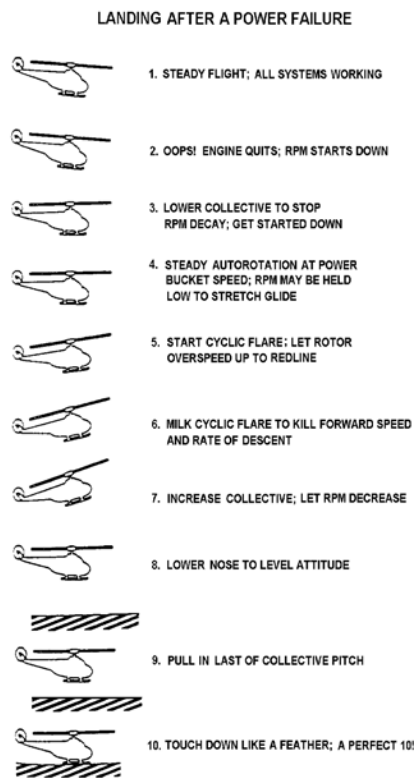 LANDING AFTER A POWER FAILURE
1. STEADY FLIGHT; ALL SYSTEMS WORKING
2. OOPS! ENGINE QUITS; RPM STARTS DOWN
3. LOWER COLLECTIVE TO STOP
RPM DECAY; GET STARTED DOWN
4. STEADY AUTOROTATION AT POWER
BUCKET SPEED; RPM MAY BE HELD
LOW TO STRETCH GLIDE
5. START CYCLIC FLARE; LET ROTOR
OVERSPEED UP TO REDLINE
6. MILK CYCLIC FLARE TO KILL FORWARD SPEED
AND RATE OF DESCENT
7. INCREASE COLLECTIVE; LET RPM DECREASE
8. LOWER NOSE TO LEVEL ATTITUDE
9. PULL IN LAST OF COLLECTIVE PITCH
10. TOUCH DOWN LIKE A FEATHER; A PERFECT 10!